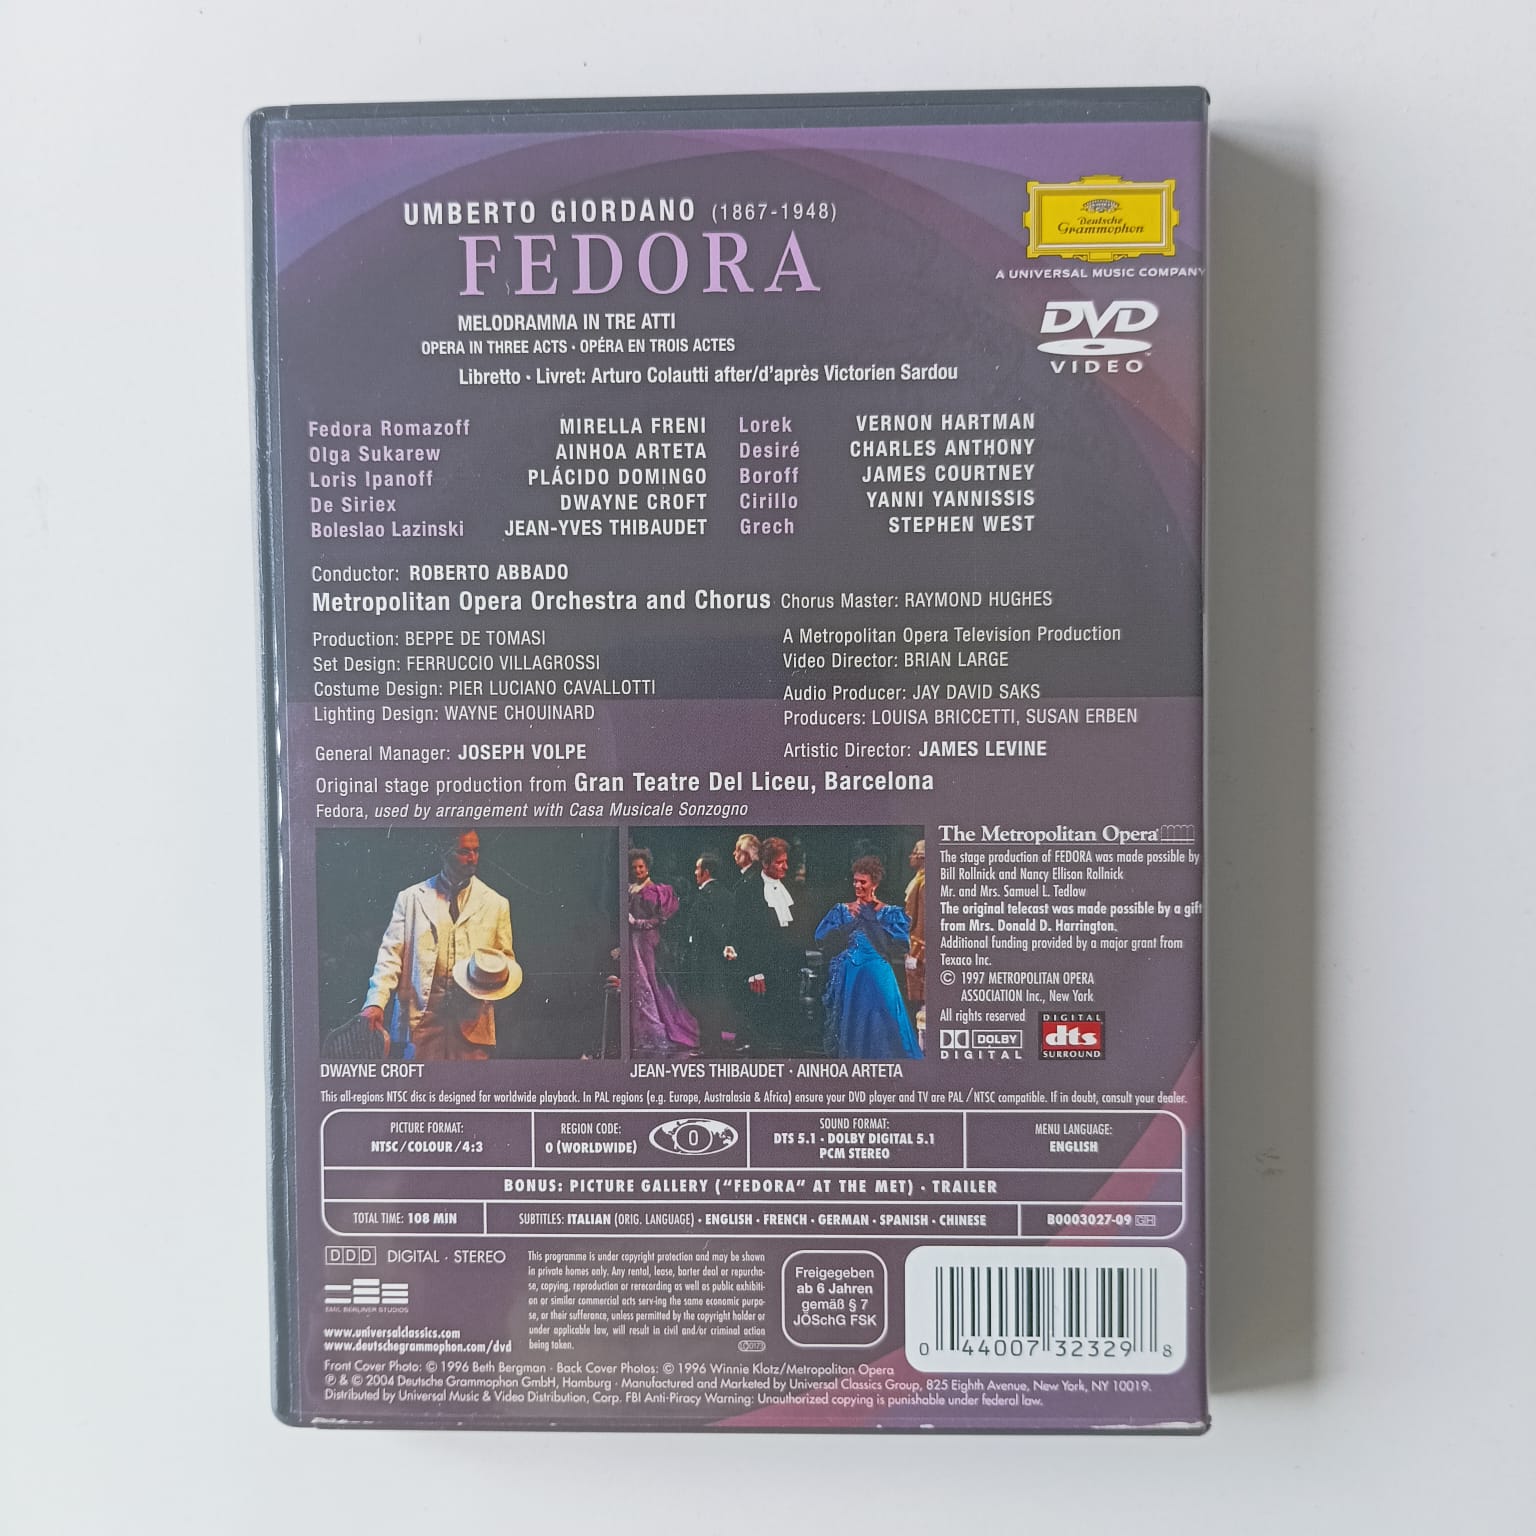 UMBERTO GIORDANO (1867-1948)
FEDORA
MELODRAMMA IN TRE ATTI
OPERA IN THREE ACTS · OPÉRA EN TROIS ACTES
Libretto · Livret: Arturo Colautti after/d'après Victorien Sardou
Deutsche
Grammophon
A UNIVERSAL MUSIC COMPANY
DVD
VIDEO
Fedora Romazoff MIRELLA FRENI Lorek VERNON HARTMAN
Olga Sukarew AINHOA ARTETA Desiré CHARLES ANTHONY
Loris Ipanoff PLÁCIDO DOMINGO Boroff JAMES COURTNEY
De Siriex DWAYNE CROFT Cirillo YANNI YANNISSIS
Boleslao Lazinski JEAN-YVES THIBAUDET Grech STEPHEN WEST
Conductor: ROBERTO ABBADO
Metropolitan Opera Orchestra and Chorus Chorus Master: RAYMOND HUGHES
Production: BEPPE DE TOMASI
Set Design: FERRUCCIO VILLAGROSSI
Costume Design: PIER LUCIANO CAVALLOTTI
Lighting Design: WAYNE CHOUINARD
A Metropolitan Opera Television Production
Video Director: BRIAN LARGE
Audio Producer: JAY DAVID SAKS
Producers: LOUISA BRICCETTI, SUSAN ERBEN
General Manager: JOSEPH VOLPE
Artistic Director: JAMES LEVINE
Original stage production from Gran Teatre Del Liceu, Barcelona
Fedora, used by arrangement with Casa Musicale Sonzogno
The Metropolitan Opera
The stage production of FEDORA was made possible by
Bill Rollnick and Nancy Ellison Rollnick
Mr. and Mrs. Samuel L. Tedlow
The original telecast was made possible by a gift
from Mrs. Donald D. Harrington.
Additional funding provided by a major grant from
Texaco Inc.
© 1997 METROPOLITAN OPERA
ASSOCIATION Inc., New York
All rights reserved
DOLBY
DIGITAL
DIGITAL
dts
SURROUND
DWAYNE CROFT
JEAN-YVES THIBAUDET · AINHOA ARTETA
This all-regions NTSC disc is designed for worldwide playback. In PAL regions (e.g. Europe, Australasia & Africa) ensure your DVD player and TV are PAL/NTSC compatible. If in doubt, consult your dealer.
PICTURE FORMAT:
NTSC/COLOUR/4:3
REGION CODE:
0 (WORLDWIDE)
0
SOUND FORMAT:
DTS 5.1 · DOLBY DIGITAL 5.1
PCM STEREO
MENU LANGUAGE:
ENGLISH
BONUS: PICTURE GALLERY ("FEDORA" AT THE MET) · TRAILER
TOTAL TIME: 108 MIN
SUBTITLES: ITALIAN (ORIG. LANGUAGE) · ENGLISH · FRENCH · GERMAN · SPANISH · CHINESE
B0003027-09 GH
DDD DIGITAL · STEREO
EMIL BERLINER STUDIOS
www.universalclassics.com
www.deutschegrammophon.com/dvd
This programme is under copyright protection and may be shown
in private homes only. Any rental, lease, barter deal or repurcha-
se, copying, reproduction or rerecording as well as public exhibiti-
on or similar commercial acts serv-ing the same economic purpo-
se, or their sufferance, unless permitted by the copyright holder or
under applicable law, will result in civil and/or criminal action
being taken.
Freigegeben
ab 6 Jahren
gemäß § 7
JÖSchG FSK
0 44007 32329 8
Front Cover Photo: © 1996 Beth Bergman · Back Cover Photos: © 1996 Winnie Klotz/Metropolitan Opera
℗ & © 2004 Deutsche Grammophon GmbH, Hamburg · Manufactured and Marketed by Universal Classics Group, 825 Eighth Avenue, New York, NY 10019.
Distributed by Universal Music & Video Distribution, Corp. FBI Anti-Piracy Warning: Unauthorized copying is punishable under federal law.